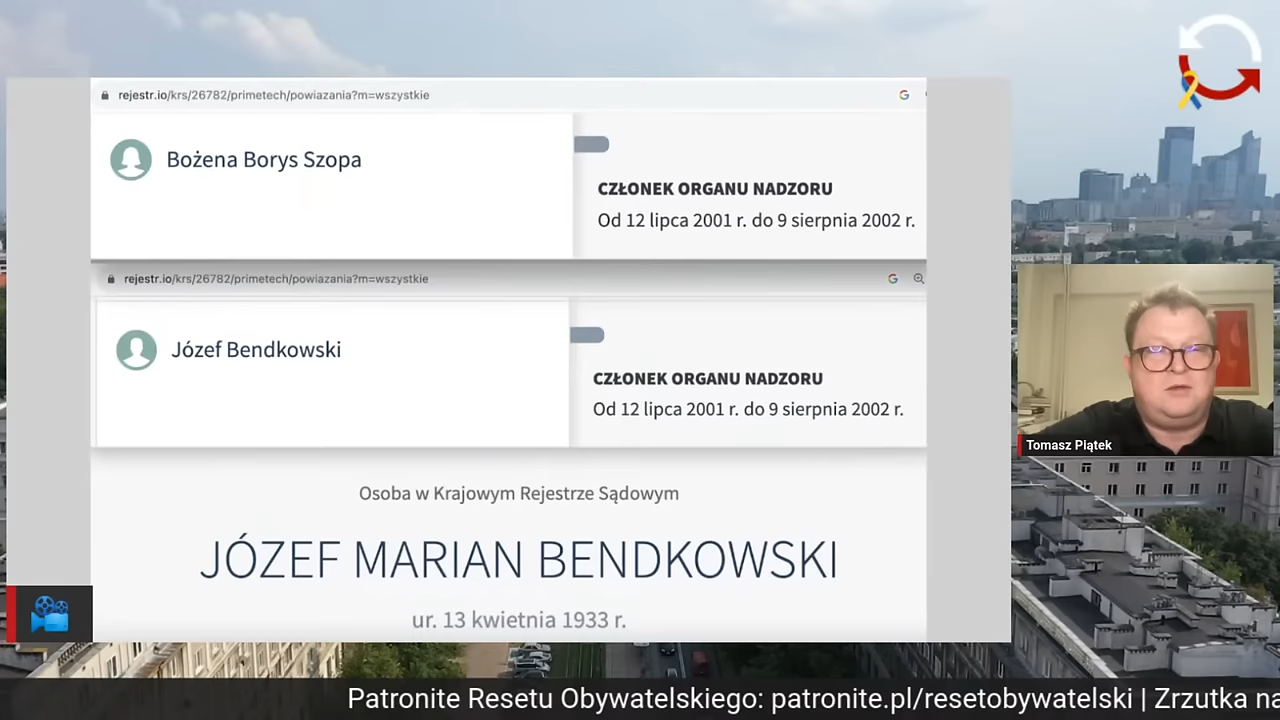 rejestr.io/krs/26782/primetech/powiazania?m=wszystkie
Bożena Borys Szopa
CZŁONEK ORGANU NADZORU
Od 12 lipca 2001 r. do 9 sierpnia 2002 r.
rejestr.io/krs/26782/primetech/powiazania?m=wszystkie
Józef Bendkowski
CZŁONEK ORGANU NADZORU
Od 12 lipca 2001 r. do 9 sierpnia 2002 r.
Osoba w Krajowym Rejestrze Sądowym
JÓZEF MARIAN BENDKOWSKI
ur. 13 kwietnia 1933 r.
Tomasz Piątek
Patronite Resetu Obywatelskiego: patronite.pl/resetobywatelski | Zrzutka na